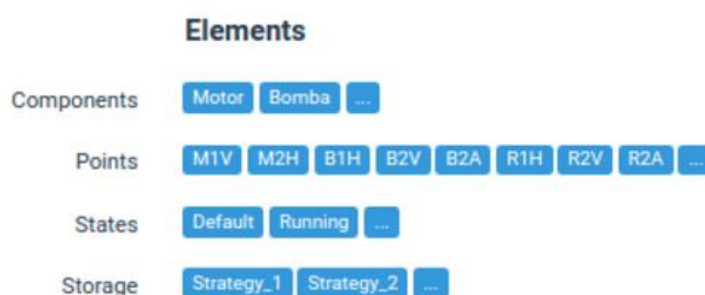 Elements
Components Motor Bomba ...
Points M1V M2H B1H B2V B2A R1H R2V R2A ...
States Default Running ...
Storage Strategy_1 Strategy_2 ...